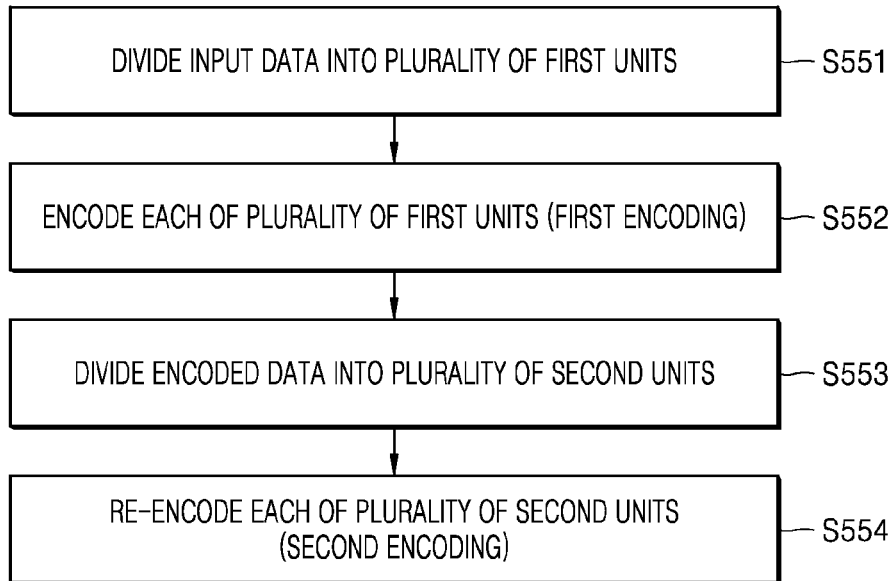 DIVIDE INPUT DATA INTO PLURALITY OF FIRST UNITS
S551
ENCODE EACH OF PLURALITY OF FIRST UNITS (FIRST ENCODING)
S552
DIVIDE ENCODED DATA INTO PLURALITY OF SECOND UNITS
S553
RE-ENCODE EACH OF PLURALITY OF SECOND UNITS
(SECOND ENCODING)
S554